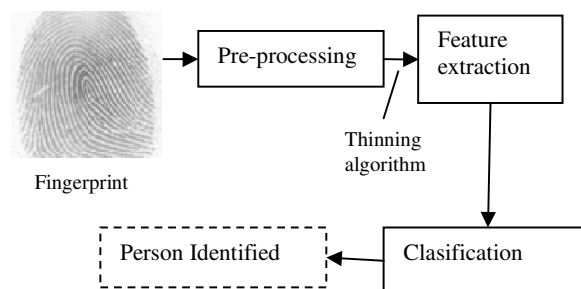 Pre-processing
Feature
extraction
Thinning
algorithm
Fingerprint
Person Identified
Clasification